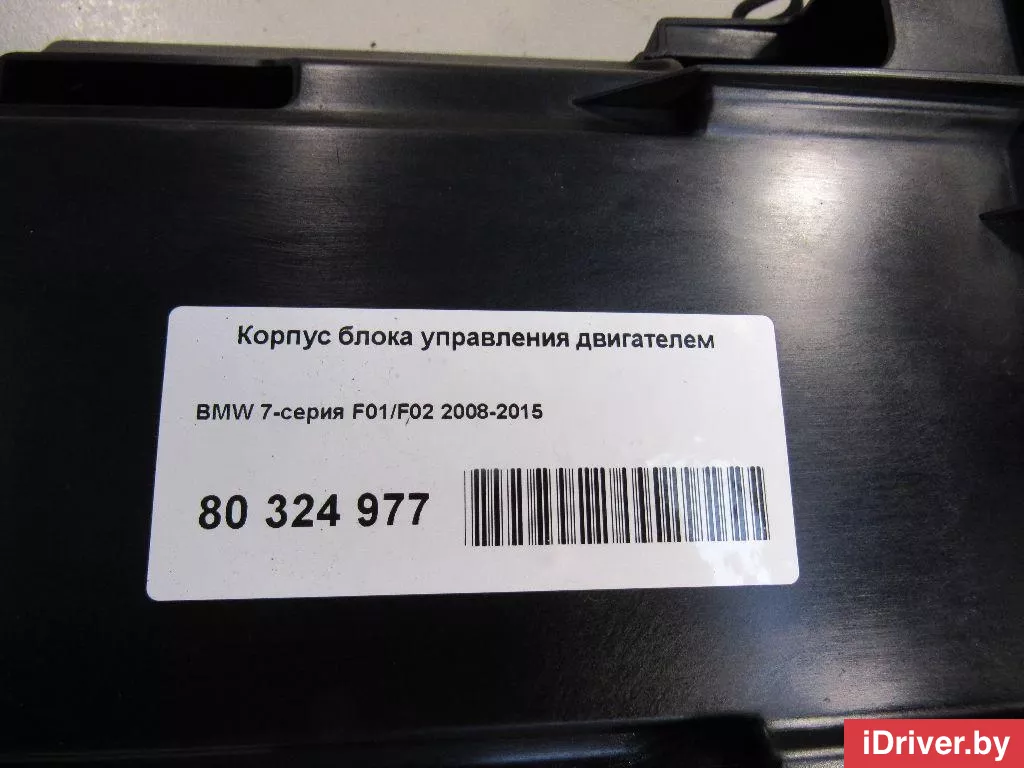 Корпус блока управления двигателем
BMW 7-серия F01/F02 2008-2015
80 324 977
iDriver.by